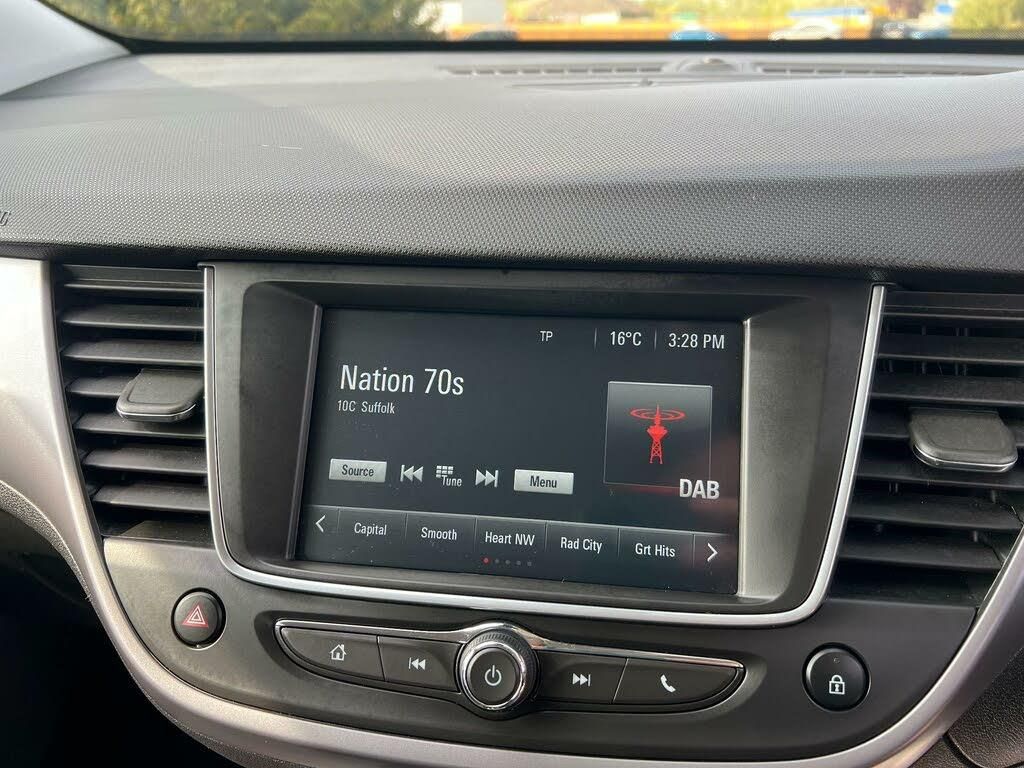 TP 16°C 3:28 PM
Nation 70s
10C Suffolk
DAB
Source Tune Menu
Capital Smooth Heart NW Rad City Grt Hits